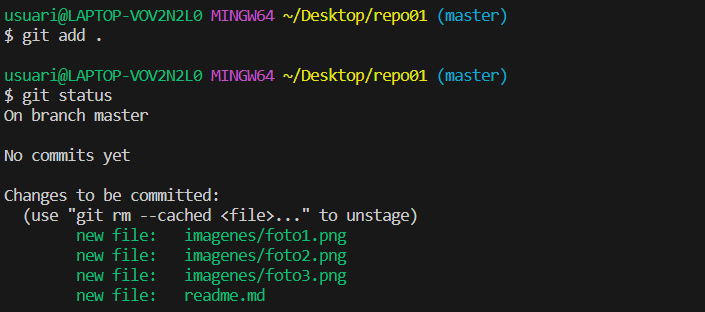 usuari@LAPTOP-VOV2N2L0 MINGW64 ~/Desktop/repo01 (master)
$ git add .
usuari@LAPTOP-VOV2N2L0 MINGW64 ~/Desktop/repo01 (master)
$ git status
On branch master
No commits yet
Changes to be committed:
  (use "git rm --cached <file>..." to unstage)
        new file:   imagenes/foto1.png
        new file:   imagenes/foto2.png
        new file:   imagenes/foto3.png
        new file:   readme.md